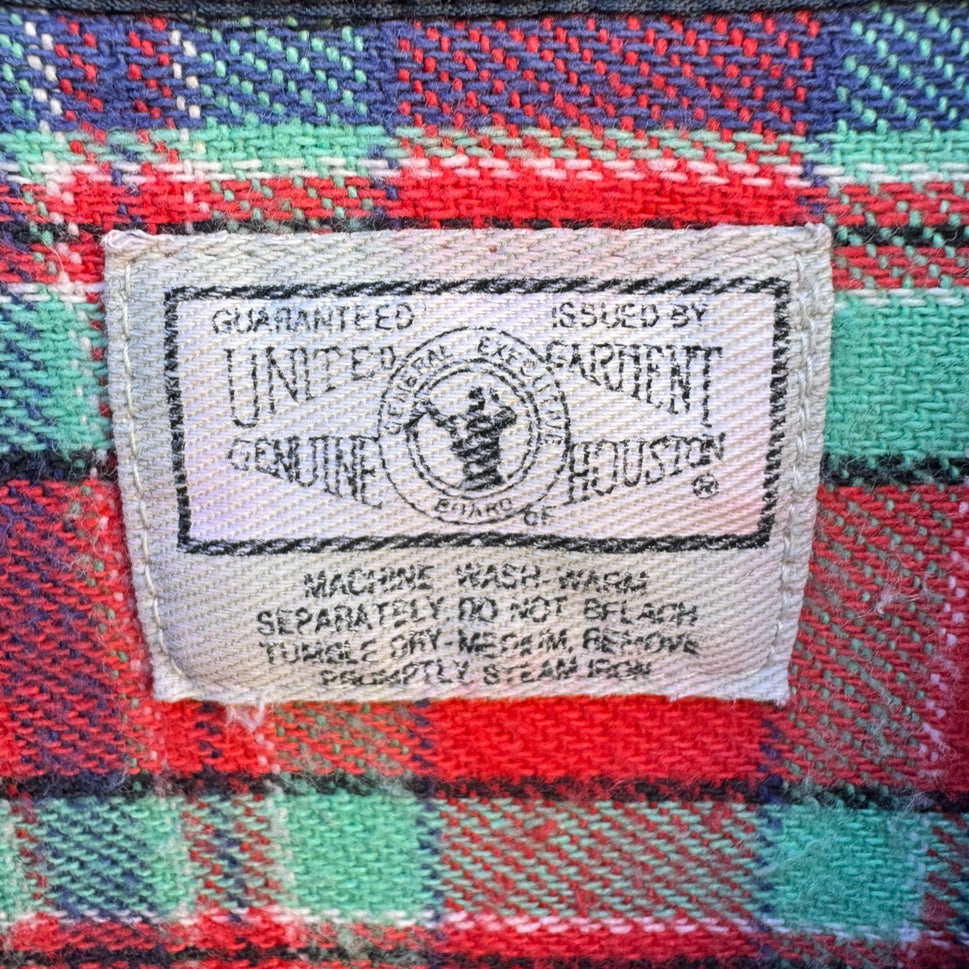 GUARANTEED ISSUED BY
UNITED GARMENT
GENERAL EXECUTIVE
BOARD OF
GENUINE HOUSTON ®
MACHINE WASH-WARM
SEPARATELY. DO NOT BLEACH
TUMBLE DRY-MEDIUM, REMOVE
PROMPTLY. STEAM IRON